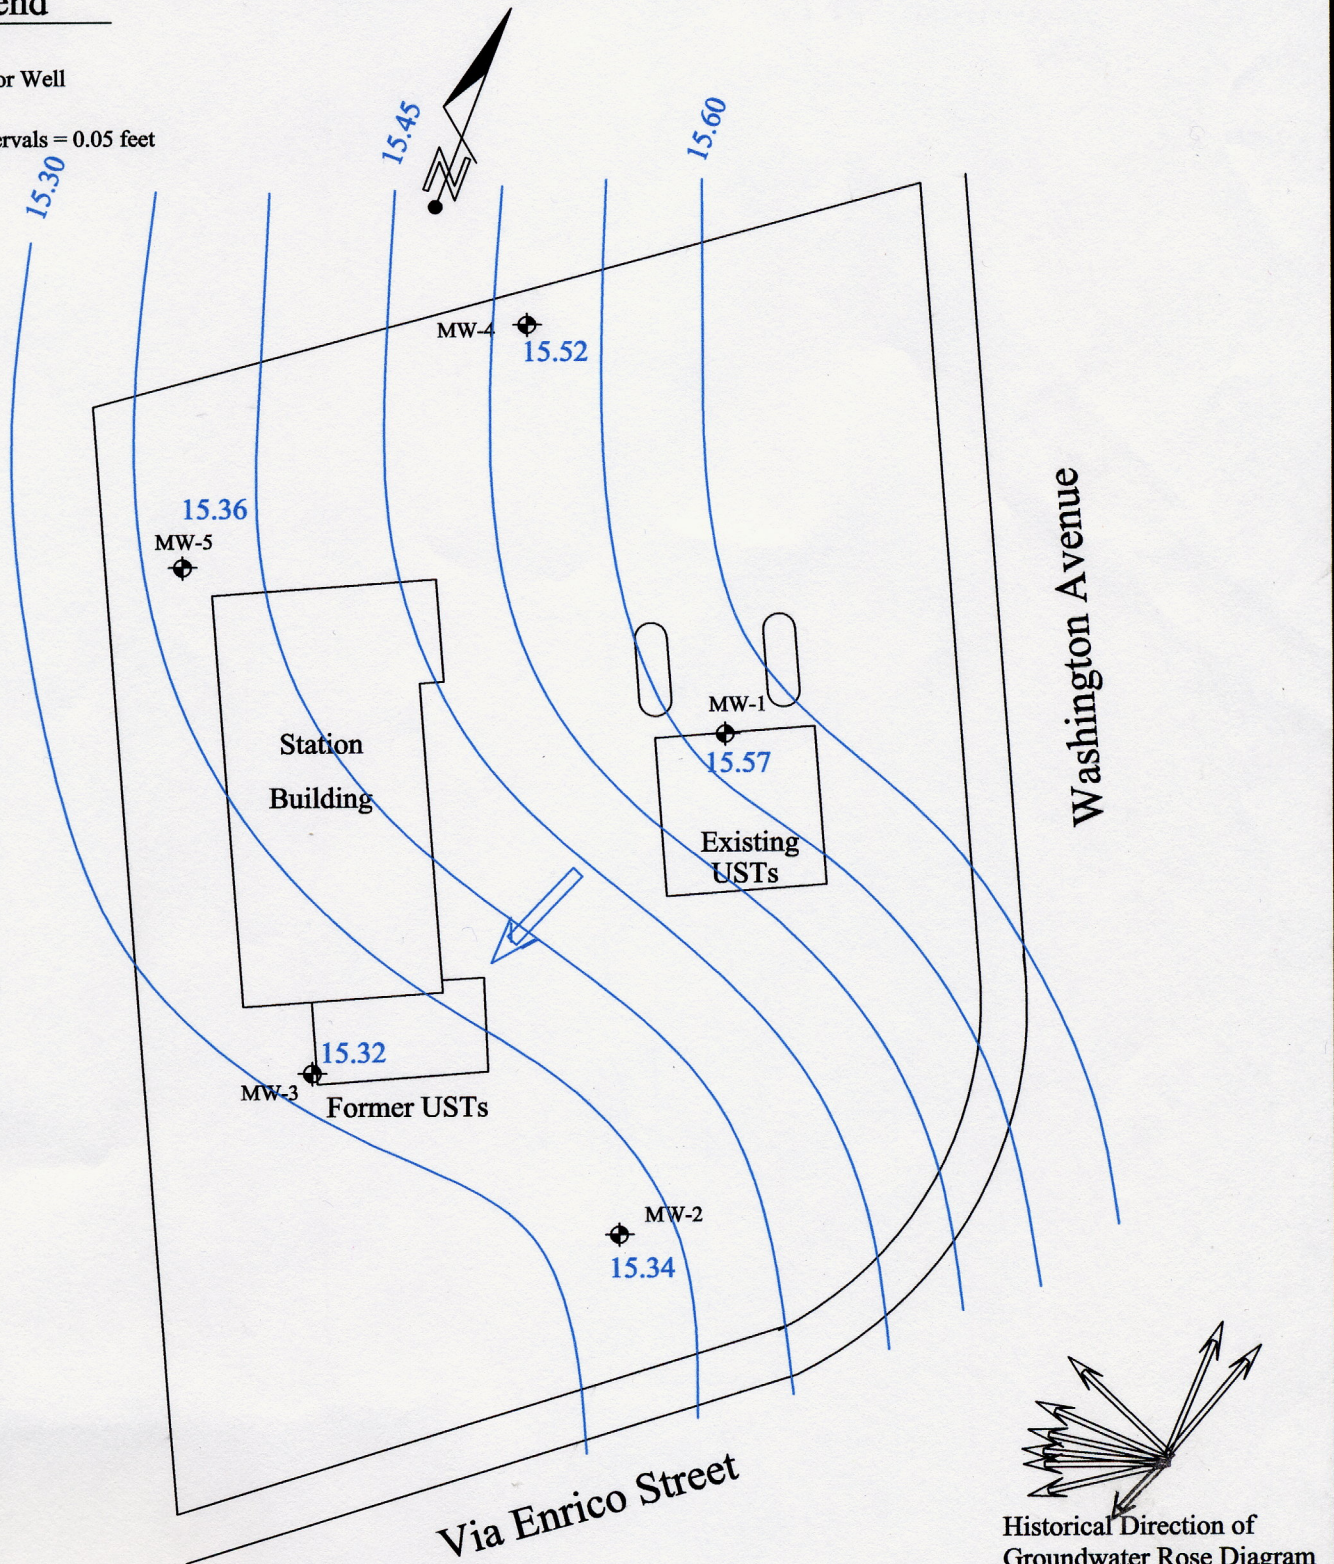 end
or Well
ervals = 0.05 feet
15.30
15.45
15.60
N
MW-4
15.52
15.36
MW-5
MW-1
15.57
Station
Building
Existing
USTs
Washington Avenue
15.32
MW-3
Former USTs
MW-2
15.34
Via Enrico Street
Historical Direction of
Groundwater Rose Diagram